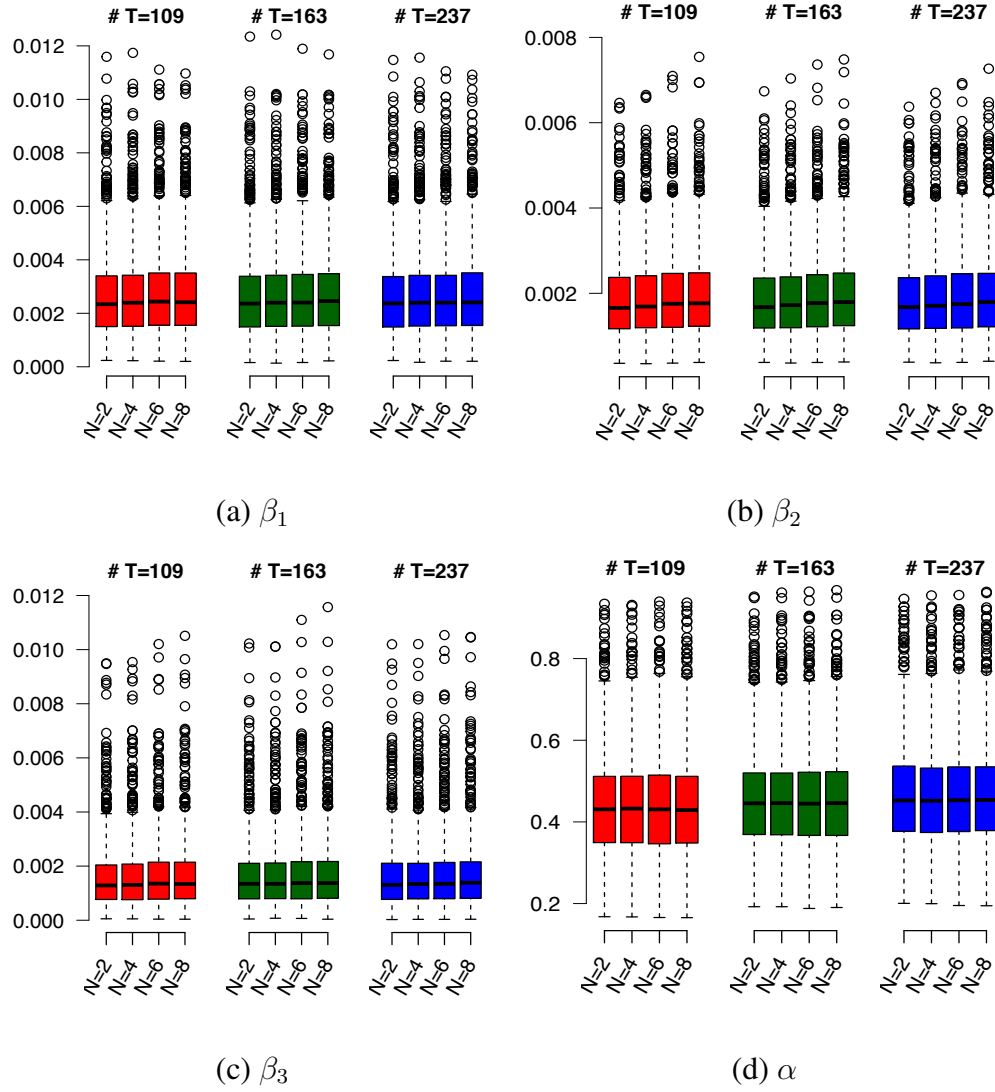 # T=109 # T=163 # T=237
0.012
0.010
0.008
0.006
0.004
0.002
0.000
N=2 N=4 N=6 N=8 N=2 N=4 N=6 N=8 N=2 N=4 N=6 N=8
(a) β1
# T=109 # T=163 # T=237
0.008
0.006
0.004
0.002
N=2 N=4 N=6 N=8 N=2 N=4 N=6 N=8 N=2 N=4 N=6 N=8
(b) β2
# T=109 # T=163 # T=237
0.012
0.010
0.008
0.006
0.004
0.002
0.000
N=2 N=4 N=6 N=8 N=2 N=4 N=6 N=8 N=2 N=4 N=6 N=8
(c) β3
# T=109 # T=163 # T=237
0.8
0.6
0.4
0.2
N=2 N=4 N=6 N=8 N=2 N=4 N=6 N=8 N=2 N=4 N=6 N=8
(d) α